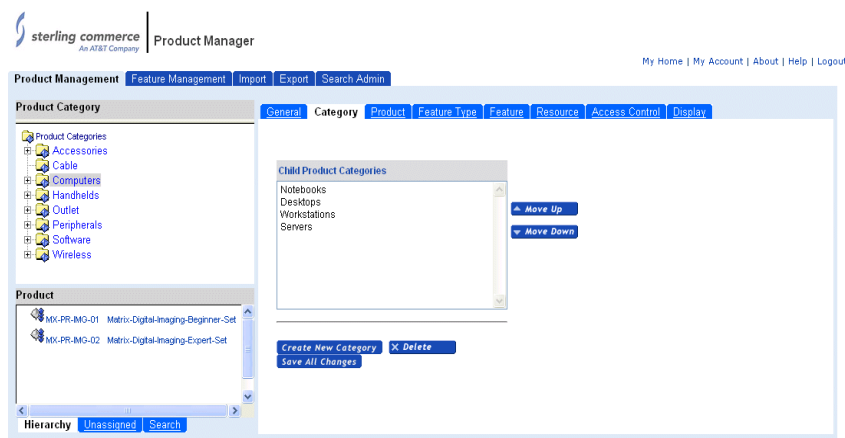 sterling commerce
An AT&T Company
Product Manager
My Home | My Account | About | Help | Logout
Product Management Feature Management Import Export Search Admin
Product Category
General Category Product Feature Type Feature Resource Access Control Display
Product Categories
Accessories
Cable
Computers
Handhelds
Outlet
Peripherals
Software
Wireless
Child Product Categories
Notebooks
Desktops
Workstations
Servers
Move Up
Move Down
Product
MX-PR-IMG-01 Matrix-Digital-Imaging-Beginner-Set
MX-PR-IMG-02 Matrix-Digital-Imaging-Expert-Set
Create New Category X Delete
Save All Changes
Hierarchy Unassigned Search